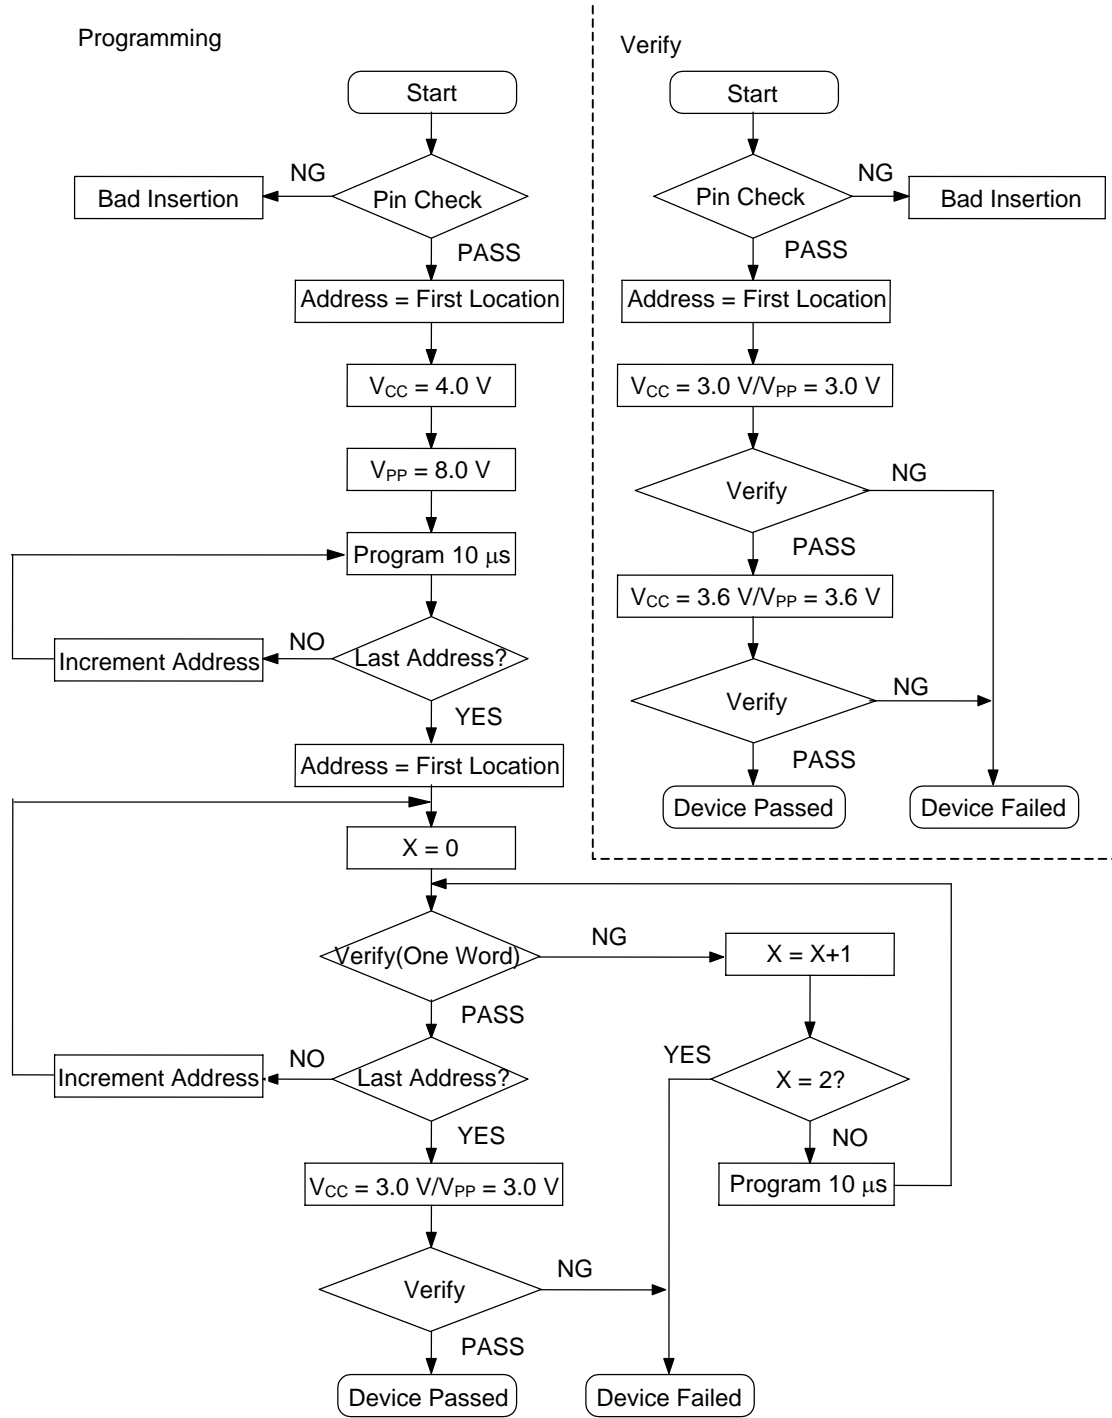 Programming
Start
Pin Check
NG
Bad Insertion
PASS
Address = First Location
VCC = 4.0 V
VPP = 8.0 V
Program 10 μs
Last Address?
NO
Increment Address
YES
Address = First Location
X = 0
Verify(One Word)
NG
X = X+1
PASS
YES
X = 2?
NO
Program 10 μs
Last Address?
NO
Increment Address
YES
VCC = 3.0 V/VPP = 3.0 V
Verify
NG
PASS
Device Passed
Device Failed
Verify
Start
Pin Check
NG
Bad Insertion
PASS
Address = First Location
VCC = 3.0 V/VPP = 3.0 V
Verify
NG
PASS
VCC = 3.6 V/VPP = 3.6 V
Verify
NG
PASS
Device Passed
Device Failed